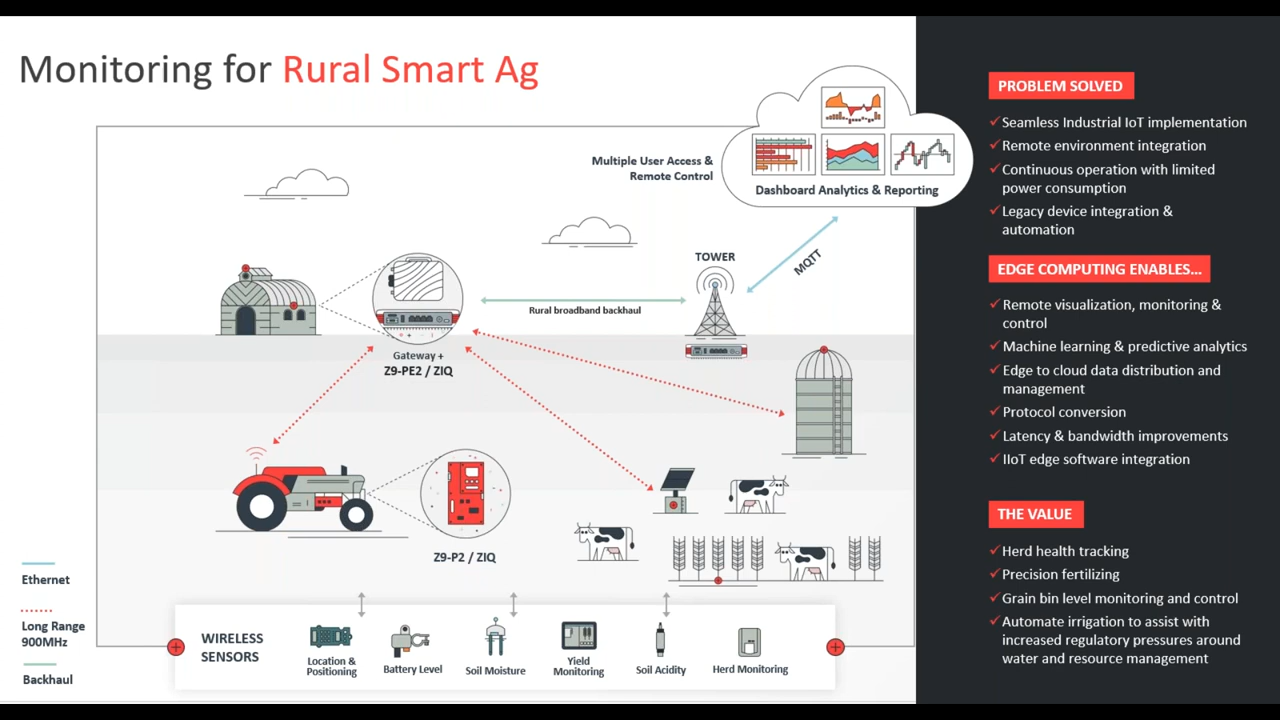 Monitoring for Rural Smart Ag
Multiple User Access &
Remote Control
Dashboard Analytics & Reporting
TOWER
MQTT
Rural broadband backhaul
Gateway +
Z9-PE2 / ZIQ
Z9-P2 / ZIQ
Ethernet
Long Range
900MHz
Backhaul
WIRELESS
SENSORS
Location &
Positioning
Battery Level
Soil Moisture
Yield
Monitoring
Soil Acidity
Herd Monitoring
PROBLEM SOLVED
Seamless Industrial IoT implementation
Remote environment integration
Continuous operation with limited
power consumption
Legacy device integration &
automation
EDGE COMPUTING ENABLES...
Remote visualization, monitoring &
control
Machine learning & predictive analytics
Edge to cloud data distribution and
management
Protocol conversion
Latency & bandwidth improvements
IIoT edge software integration
THE VALUE
Herd health tracking
Precision fertilizing
Grain bin level monitoring and control
Automate irrigation to assist with
increased regulatory pressures around
water and resource management